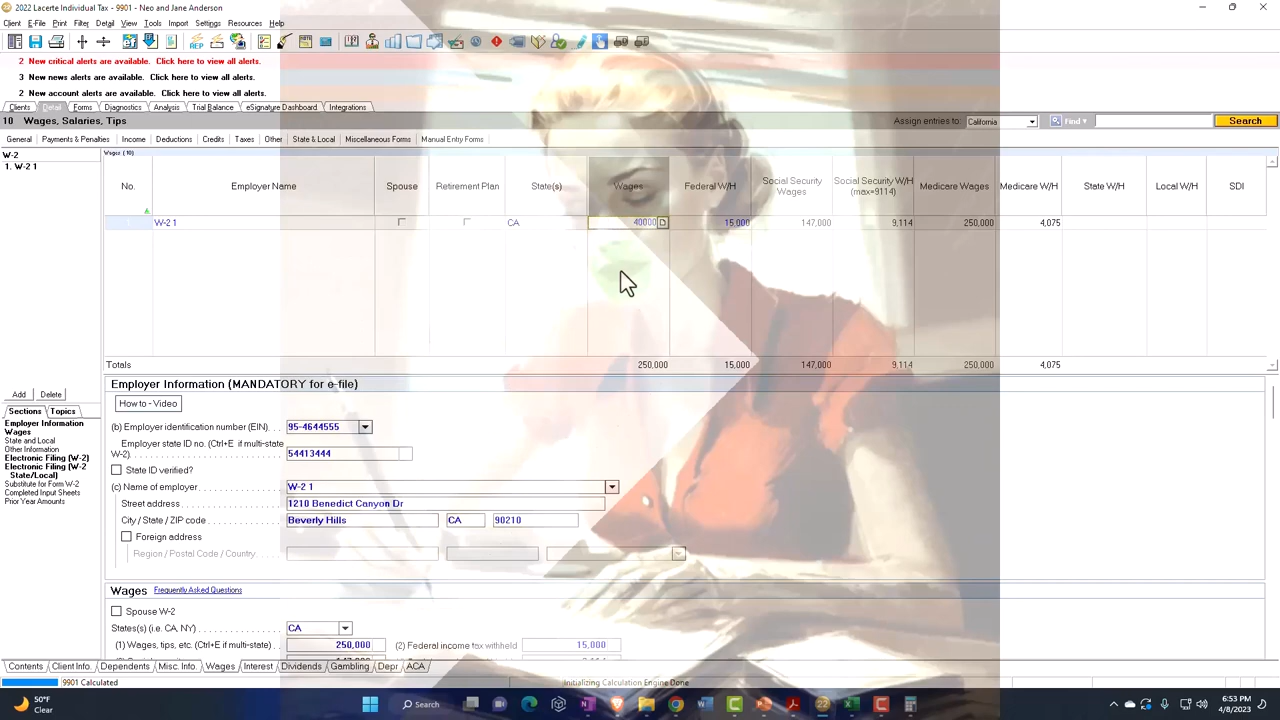 2022 Lacerte Individual Tax - 9901 - Neo and Jane Anderson
Client E-File Print Filter Detail View Tools Import Settings Resources Help
2 New critical alerts are available. Click here to view all alerts.
3 New news alerts are available. Click here to view all alerts.
2 New account alerts are available. Click here to view all alerts.
Clients Detail Forms Diagnostics Analysis Trial Balance eSignature Dashboard Integrations
10 Wages, Salaries, Tips Assign entries to: California Find Search
General Payments & Penalties Income Deductions Credits Taxes Other State & Local Miscellaneous Forms Manual Entry Forms
W-2 Wages (10)
1. W-2 1
No. Employer Name Spouse Retirement Plan State(s) Wages Federal W/H Social Security Wages Social Security W/H (max=9114) Medicare Wages Medicare W/H State W/H Local W/H SDI
W-2 1 CA 40000 15,000 147,000 9,114 250,000 4,075
Totals 250,000 15,000 147,000 9,114 250,000 4,075
Employer Information (MANDATORY for e-file)
Add Delete
How to - Video
Sections Topics
Employer Information
Wages
State and Local
Other Information
Electronic Filing (W-2)
Electronic Filing (W-2
State/Local)
Substitute for Form W-2
Completed Input Sheets
Prior Year Amounts
(b) Employer identification number (EIN) 95-4644555
Employer state ID no. (Ctrl+E if multi-state
W-2) 54413444
State ID verified?
(c) Name of employer W-2 1
Street address 1210 Benedict Canyon Dr
City / State / ZIP code Beverly Hills CA 90210
Foreign address
Region / Postal Code / Country
Wages Frequently Asked Questions
Spouse W-2
States(s) (i.e. CA, NY) CA
(1) Wages, tips, etc. (Ctrl+E if multi-state) 250,000 (2) Federal income tax withheld 15,000
Contents Client Info. Dependents Misc. Info. Wages Interest Dividends Gambling Depr. ACA
9901 Calculated Initializing Calculation Engine Done
50°F
Clear
Search
6:53 PM
4/8/2023